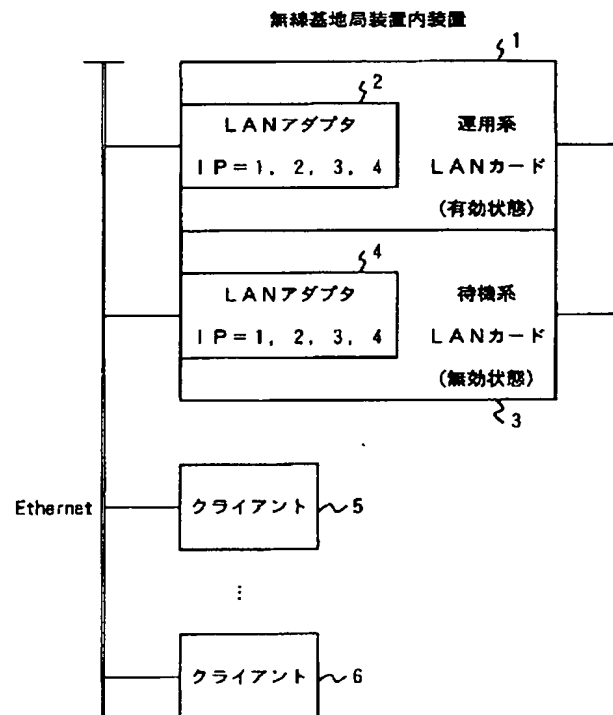 無線基地局装置内装置
1
2
LANアダプタ
IP=1, 2, 3, 4
運用系
LANカード
(有効状態)
4
LANアダプタ
IP=1, 2, 3, 4
待機系
LANカード
(無効状態)
3
Ethernet
クライアント
5
⋮
クライアント
6